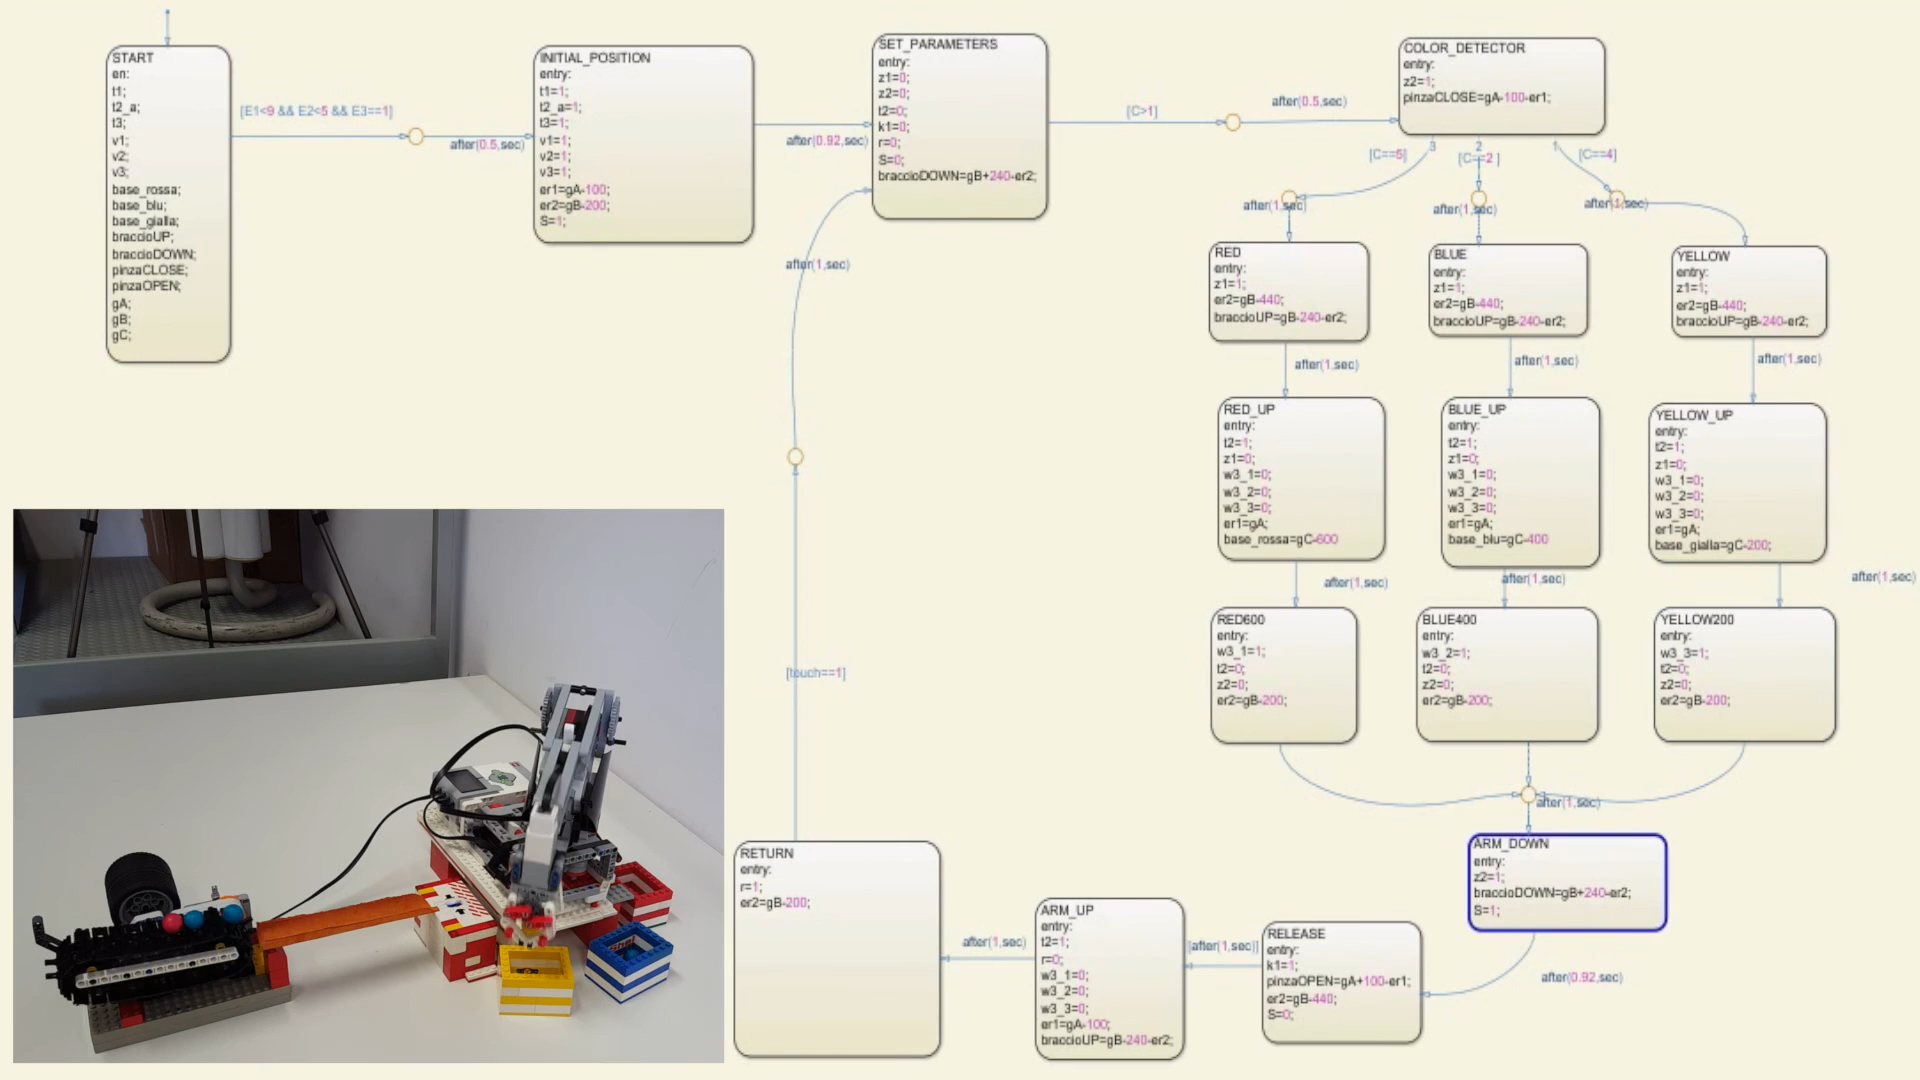 START
en:
t1;
t2_a;
t3;
v1;
v2;
v3;
base_rossa;
base_blu;
base_gialla;
braccioUP;
braccioDOWN;
pinzaCLOSE;
pinzaOPEN;
gA;
gB;
gC;
[E1<9 && E2<5 && E3==1]
after(0.5,sec)
INITIAL_POSITION
entry:
t1=1;
t2_a=1;
t3=1;
v1=1;
v2=1;
v3=1;
er1=gA-100;
er2=gB-200;
S=1;
after(0.92,sec)
SET_PARAMETERS
entry:
z1=0;
z2=0;
t2=0;
k1=0;
r=0;
S=0;
braccioDOWN=gB+240-er2;
[C>1]
after(0.5,sec)
COLOR_DETECTOR
entry:
z2=1;
pinzaCLOSE=gA-100-er1;
3
2
1
[C==5]
[C==2 ]
[C==4]
after(1,sec)
after(1,sec)
after(1,sec)
RED
entry:
z1=1;
er2=gB-440;
braccioUP=gB-240-er2;
BLUE
entry:
z1=1;
er2=gB-440;
braccioUP=gB-240-er2;
YELLOW
entry:
z1=1;
er2=gB-440;
braccioUP=gB-240-er2;
after(1,sec)
after(1,sec)
after(1,sec)
RED_UP
entry:
t2=1;
z1=0;
w3_1=0;
w3_2=0;
w3_3=0;
er1=gA;
base_rossa=gC-600
BLUE_UP
entry:
t2=1;
z1=0;
w3_1=0;
w3_2=0;
w3_3=0;
er1=gA;
base_blu=gC-400
YELLOW_UP
entry:
t2=1;
z1=0;
w3_1=0;
w3_2=0;
w3_3=0;
er1=gA;
base_gialla=gC-200;
after(1,sec)
after(1,sec)
after(1,sec)
RED600
entry:
w3_1=1;
t2=0;
z2=0;
er2=gB-200;
BLUE400
entry:
w3_2=1;
t2=0;
z2=0;
er2=gB-200;
YELLOW200
entry:
w3_3=1;
t2=0;
z2=0;
er2=gB-200;
after(1,sec)
ARM_DOWN
entry:
z2=1;
braccioDOWN=gB+240-er2;
S=1;
after(0.92,sec)
RELEASE
entry:
k1=1;
pinzaOPEN=gA+100-er1;
er2=gB-440;
S=0;
[after(1,sec)]
ARM_UP
entry:
t2=1;
r=0;
w3_1=0;
w3_2=0;
w3_3=0;
er1=gA-100;
braccioUP=gB-240-er2;
after(1,sec)
RETURN
entry:
r=1;
er2=gB-200;
[touch==1]
after(1,sec)